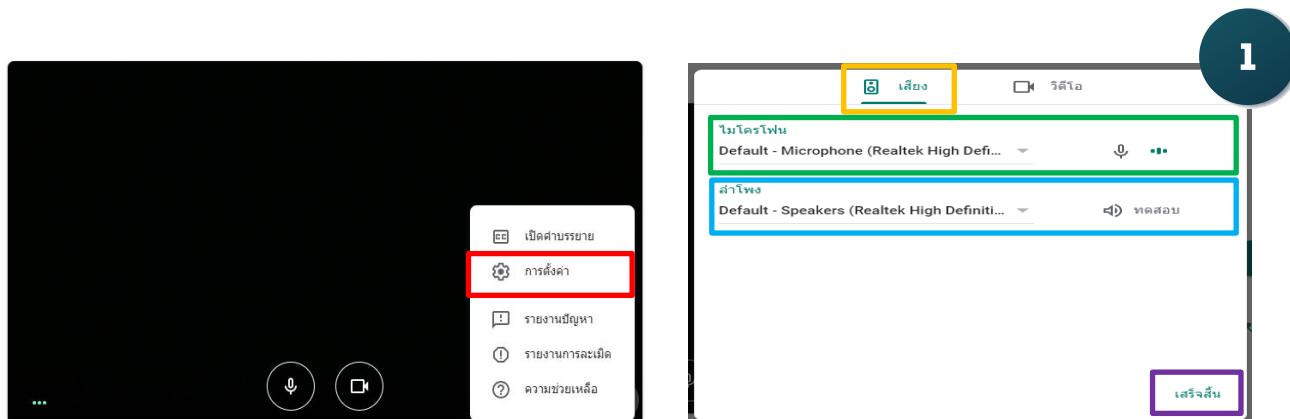 1
เปิดคำบรรยาย
การตั้งค่า
รายงานปัญหา
รายงานการละเมิด
ความช่วยเหลือ
เสียง
วิดีโอ
ไมโครโฟน
Default - Microphone (Realtek High Defi...
ลำโพง
Default - Speakers (Realtek High Definiti...
ทดสอบ
เสร็จสิ้น